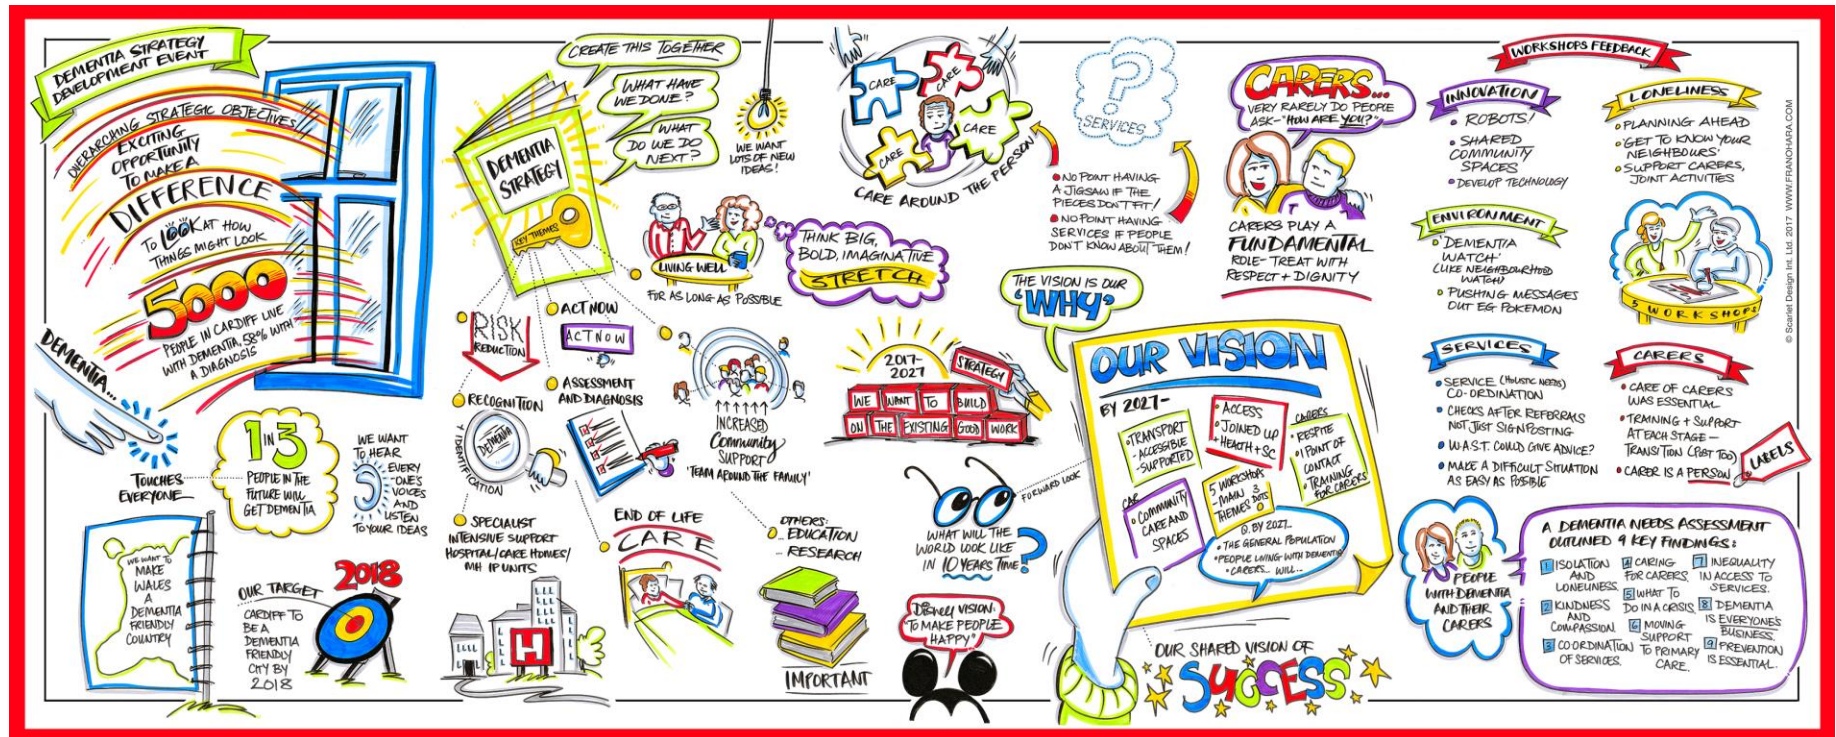 DEMENTIA STRATEGY
DEVELOPMENT EVENT
OVERARCHING STRATEGIC OBJECTIVES
EXCITING
OPPORTUNITY
TO MAKE A
DIFFERENCE
TO LOOK AT HOW
THINGS MIGHT LOOK
5000
PEOPLE IN CARDIFF LIVE
WITH DEMENTIA, 58% WITH
A DIAGNOSIS
DEMENTIA...
TOUCHES
EVERYONE
1 IN 3
PEOPLE IN THE
FUTURE WILL
GET DEMENTIA
WE WANT
TO HEAR
EVERY
ONE'S
VOICES
AND
LISTEN
TO YOUR IDEAS
WE WANT TO
MAKE
WALES
A
DEMENTIA
FRIENDLY
COUNTRY
OUR TARGET
2018
CARDIFF TO
BE A
DEMENTIA
FRIENDLY
CITY BY
2018
CREATE THIS TOGETHER
WHAT HAVE
WE DONE?
WHAT
DO WE DO
NEXT?
DEMENTIA
STRATEGY
KEY THEMES
WE WANT
LOTS OF NEW
IDEAS!
LIVING WELL
FOR AS LONG AS POSSIBLE
THINK BIG,
BOLD, IMAGINATIVE
STRETCH
RISK
REDUCTION
ACT NOW
ACT NOW
RECOGNITION
+ IDENTIFICATION
DEMENTIA
ASSESSMENT
AND DIAGNOSIS
INCREASED
Community
SUPPORT
'TEAM AROUND THE FAMILY'
SPECIALIST
INTENSIVE SUPPORT
HOSPITAL/CARE HOMES/
MH IP UNITS
H
END OF LIFE
CARE
OTHERS:
... EDUCATION
... RESEARCH
IMPORTANT
CARE
CARE
CARE
CARE
CARE AROUND THE PERSON
?
SERVICES
NO POINT HAVING
A JIGSAW IF THE
PIECES DON'T FIT!
NO POINT HAVING
SERVICES IF PEOPLE
DON'T KNOW ABOUT THEM!
2017-
2027
STRATEGY
WE WANT TO BUILD
ON THE EXISTING GOOD WORK
FORWARD LOOK
WHAT WILL THE
WORLD LOOK LIKE
IN 10 YEARS TIME?
Disney VISION:
"TO MAKE PEOPLE
HAPPY"
CARERS...
VERY RARELY DO PEOPLE
ASK- "HOW ARE YOU?"
CARERS PLAY A
FUNDAMENTAL
ROLE- TREAT WITH
RESPECT + DIGNITY
THE VISION IS OUR
'WHY'
OUR VISION
BY 2027-
TRANSPORT
- ACCESSIBLE
- SUPPORTED
ACCESS
JOINED UP
+ HEALTH + SC
CARERS
RESPITE
1 POINT OF
CONTACT
TRAINING
FOR CARERS
CAR
COMMUNITY
CARE AND
SPACES
5 WORKSHOPS
- MAIN
THEMES
3
DOTS
Q. BY 2027...
THE GENERAL POPULATION
PEOPLE LIVING WITH DEMENTIA
CARERS... WILL...
OUR SHARED VISION OF
SUCCESS
WORKSHOPS FEEDBACK
INNOVATION
ROBOTS!
SHARED
COMMUNITY
SPACES
DEVELOP TECHNOLOGY
LONELINESS
PLANNING AHEAD
'GET TO KNOW YOUR
NEIGHBOURS'
SUPPORT CARERS,
JOINT ACTIVITIES
ENVIRONMENT
'DEMENTIA
WATCH'
(LIKE NEIGHBOURHOOD
WATCH)
PUSHING MESSAGES
OUT EG POKEMON
5 WORKSHOPS
SERVICES
SERVICE (HOLISTIC NEEDS)
CO-ORDINATION
CHECKS AFTER REFERRALS
NOT JUST SIGNPOSTING
W.A.S.T. COULD GIVE ADVICE?
MAKE A DIFFICULT SITUATION
AS EASY AS POSSIBLE
CARERS
CARE OF CARERS
WAS ESSENTIAL
TRAINING + SUPPORT
AT EACH STAGE -
TRANSITION (POST TOO)
CARER IS A PERSON
LABELS
PEOPLE
WITH DEMENTIA
AND THEIR
CARERS
A DEMENTIA NEEDS ASSESSMENT
OUTLINED 9 KEY FINDINGS:
1 ISOLATION
AND
LONELINESS
2 KINDNESS
AND
COMPASSION
3 COORDINATION
OF SERVICES.
4 CARING
FOR CARERS
5 WHAT TO
DO IN A CRISIS
6 MOVING
SUPPORT
TO PRIMARY
CARE.
7 INEQUALITY
IN ACCESS TO
SERVICES.
8 DEMENTIA
IS EVERYONE'S
BUSINESS.
9 PREVENTION
IS ESSENTIAL.
© Scarlet Design Int. Ltd. 2017 WWW.FRANOHARA.COM